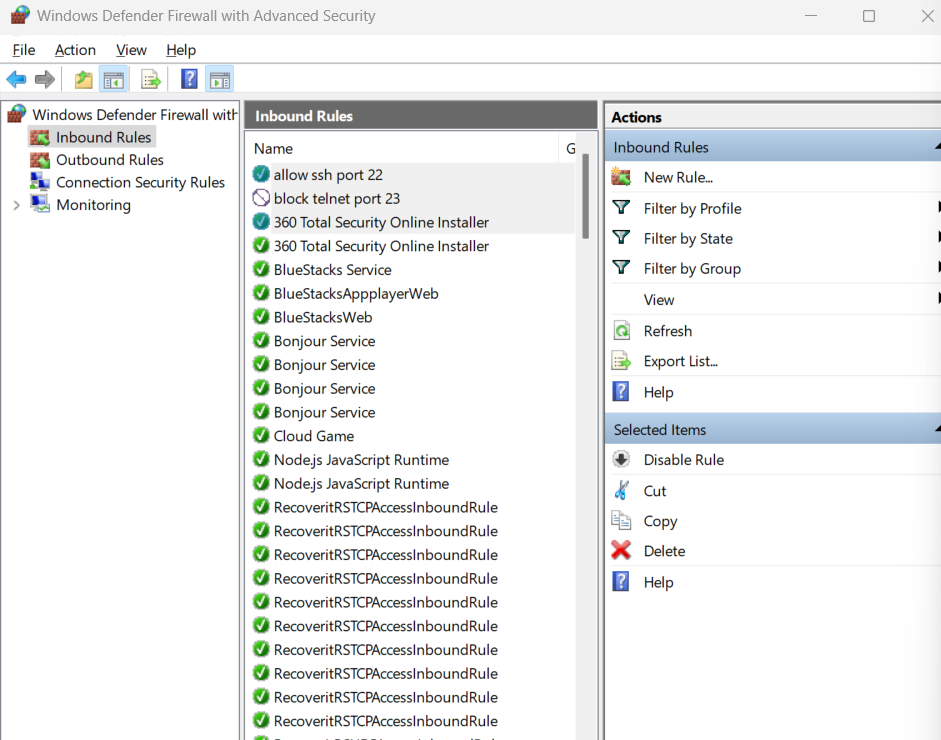 Windows Defender Firewall with Advanced Security
File Action View Help
Windows Defender Firewall with
Inbound Rules
Outbound Rules
Connection Security Rules
Monitoring
Inbound Rules
Name G
allow ssh port 22
block telnet port 23
360 Total Security Online Installer
360 Total Security Online Installer
BlueStacks Service
BlueStacksAppplayerWeb
BlueStacksWeb
Bonjour Service
Bonjour Service
Bonjour Service
Bonjour Service
Cloud Game
Node.js JavaScript Runtime
Node.js JavaScript Runtime
RecoveritRSTCPAccessInboundRule
RecoveritRSTCPAccessInboundRule
RecoveritRSTCPAccessInboundRule
RecoveritRSTCPAccessInboundRule
RecoveritRSTCPAccessInboundRule
RecoveritRSTCPAccessInboundRule
RecoveritRSTCPAccessInboundRule
RecoveritRSTCPAccessInboundRule
RecoveritRSTCPAccessInboundRule
RecoveritRSTCPAccessInboundRule
Actions
Inbound Rules
New Rule...
Filter by Profile
Filter by State
Filter by Group
View
Refresh
Export List...
Help
Selected Items
Disable Rule
Cut
Copy
Delete
Help